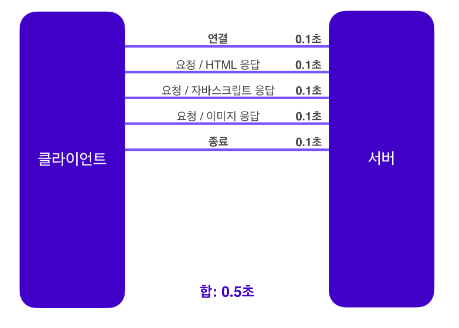 연결 0.1초
요청 / HTML 응답 0.1초
요청 / 자바스크립트 응답 0.1초
요청 / 이미지 응답 0.1초
종료 0.1초
클라이언트
서버
합: 0.5초